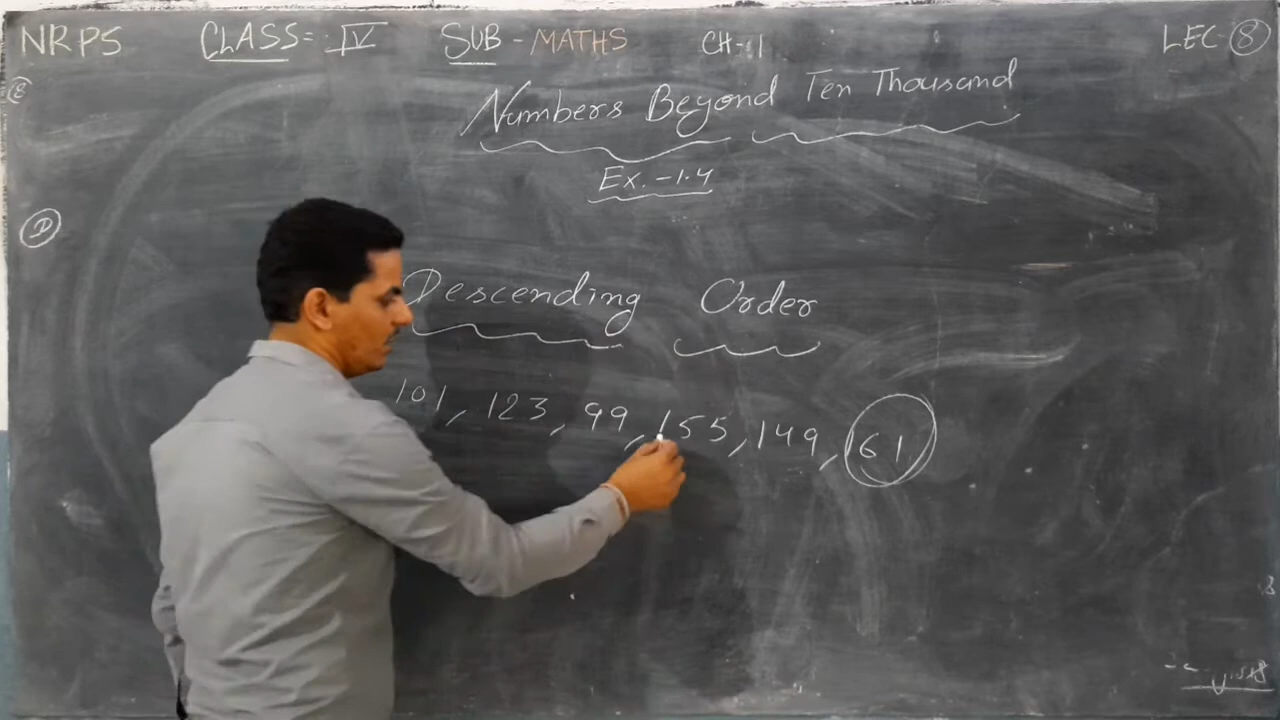 NRPS CLASS = IV SUB - MATHS CH-1 LEC 8
Numbers Beyond Ten Thousand
Ex. - 1.4
D
Descending Order
101, 123, 99, 155, 149, 61